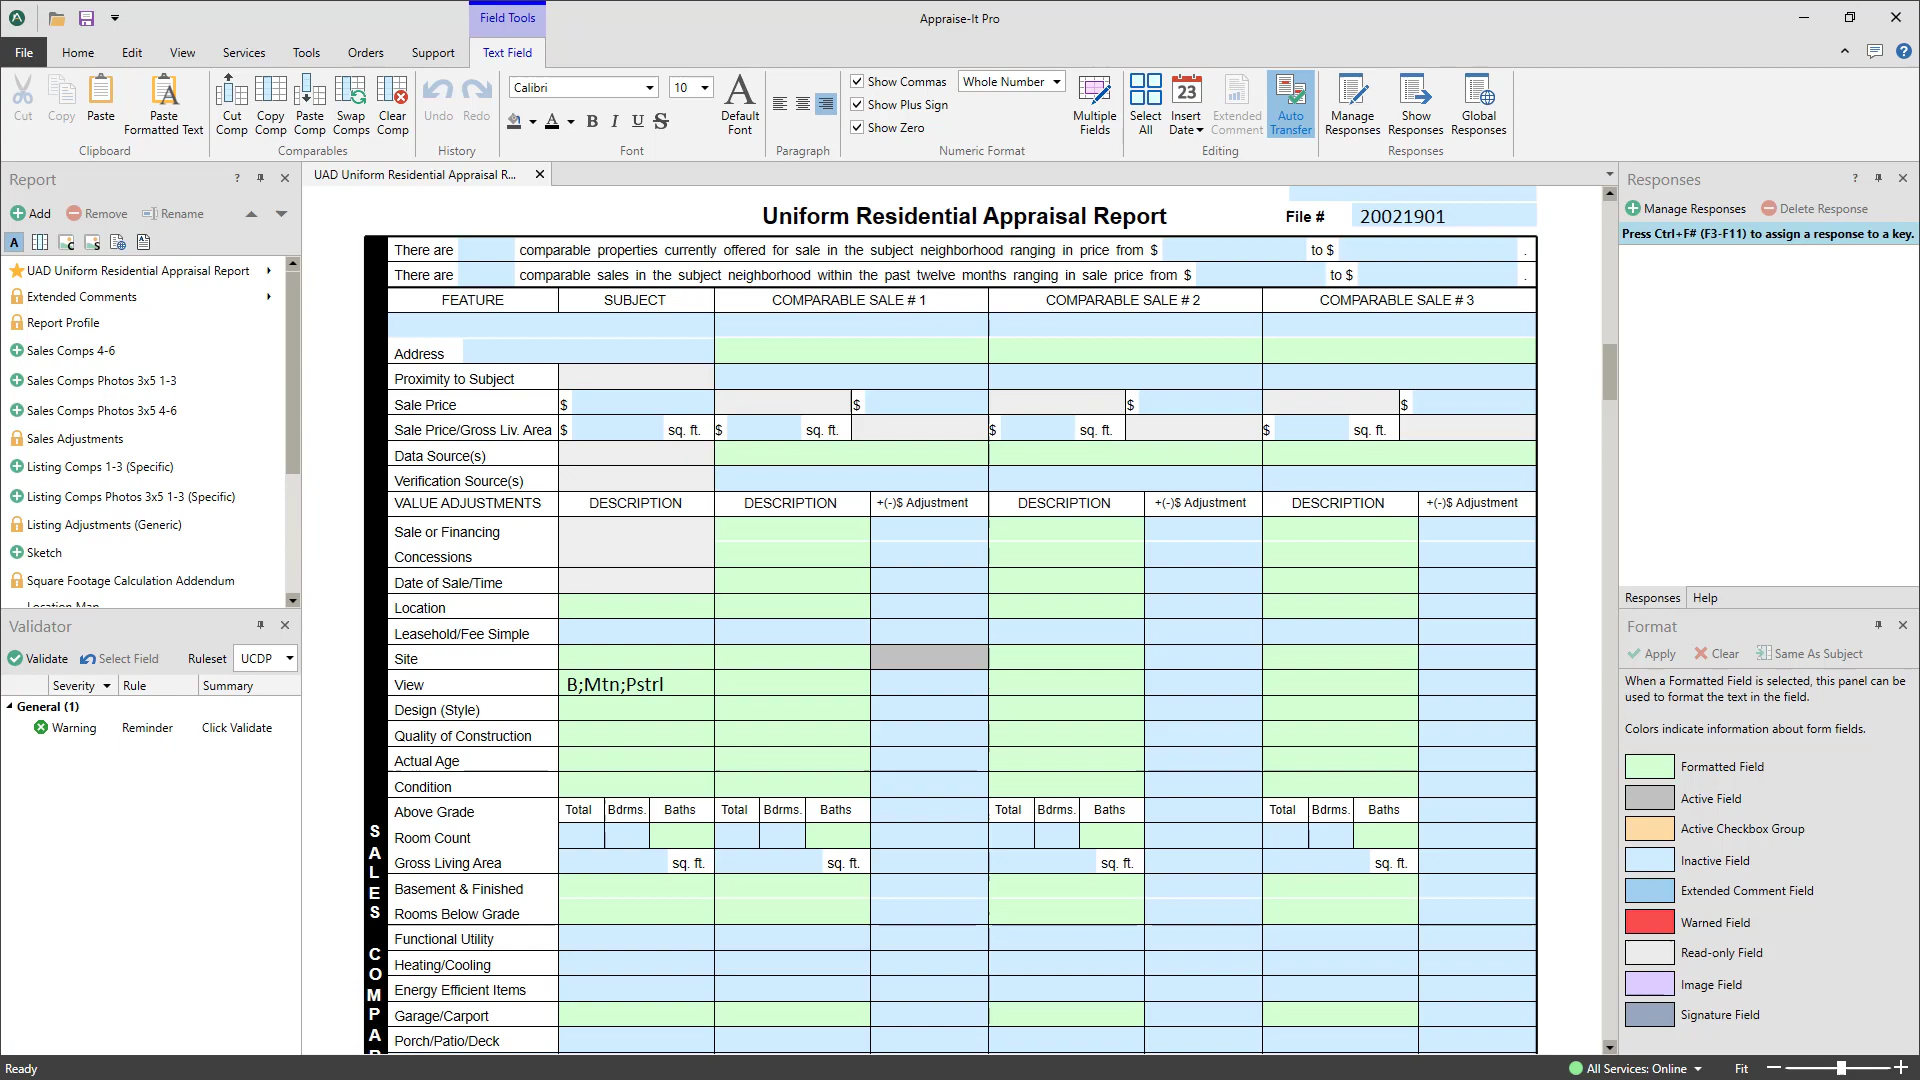 Field Tools
Appraise-It Pro
File Home Edit View Services Tools Orders Support Text Field
Cut Copy Paste Paste Formatted Text
Clipboard
Cut Comp Copy Comp Paste Comp Swap Comps Clear Comp
Comparables
Undo Redo
History
Calibri 10
B I U S
Default Font
Font
Paragraph
Show Commas Whole Number
Show Plus Sign
Show Zero
Multiple Fields
Numeric Format
Select All 23 Insert Date Extended Comment Auto Transfer
Editing
Manage Responses Show Responses Global Responses
Responses
Report
Add Remove Rename
UAD Uniform Residential Appraisal Report
Extended Comments
Report Profile
Sales Comps 4-6
Sales Comps Photos 3x5 1-3
Sales Comps Photos 3x5 4-6
Sales Adjustments
Listing Comps 1-3 (Specific)
Listing Comps Photos 3x5 1-3 (Specific)
Listing Adjustments (Generic)
Sketch
Square Footage Calculation Addendum
Location Map
Validator
Validate Select Field Ruleset UCDP
Severity Rule Summary
General (1)
Warning Reminder Click Validate
UAD Uniform Residential Appraisal R...
Uniform Residential Appraisal Report File # 20021901
There are comparable properties currently offered for sale in the subject neighborhood ranging in price from $ to $ .
There are comparable sales in the subject neighborhood within the past twelve months ranging in sale price from $ to $ .
FEATURE SUBJECT COMPARABLE SALE # 1 COMPARABLE SALE # 2 COMPARABLE SALE # 3
Address
Proximity to Subject
Sale Price $ $ $ $
Sale Price/Gross Liv. Area $ sq. ft. $ sq. ft. $ sq. ft. $ sq. ft.
Data Source(s)
Verification Source(s)
VALUE ADJUSTMENTS DESCRIPTION DESCRIPTION +(-)$ Adjustment DESCRIPTION +(-)$ Adjustment DESCRIPTION +(-)$ Adjustment
Sale or Financing
Concessions
Date of Sale/Time
Location
Leasehold/Fee Simple
Site
View B;Mtn;Pstrl
Design (Style)
Quality of Construction
Actual Age
Condition
Above Grade Total Bdrms. Baths Total Bdrms. Baths Total Bdrms. Baths Total Bdrms. Baths
Room Count
Gross Living Area sq. ft. sq. ft. sq. ft. sq. ft.
Basement & Finished
Rooms Below Grade
Functional Utility
Heating/Cooling
Energy Efficient Items
Garage/Carport
Porch/Patio/Deck
SALES COMPA
Responses
Manage Responses Delete Response
Press Ctrl+F# (F3-F11) to assign a response to a key.
Responses Help
Format
Apply Clear Same As Subject
When a Formatted Field is selected, this panel can be
used to format the text in the field.
Colors indicate information about form fields.
Formatted Field
Active Field
Active Checkbox Group
Inactive Field
Extended Comment Field
Warned Field
Read-only Field
Image Field
Signature Field
Ready All Services: Online Fit